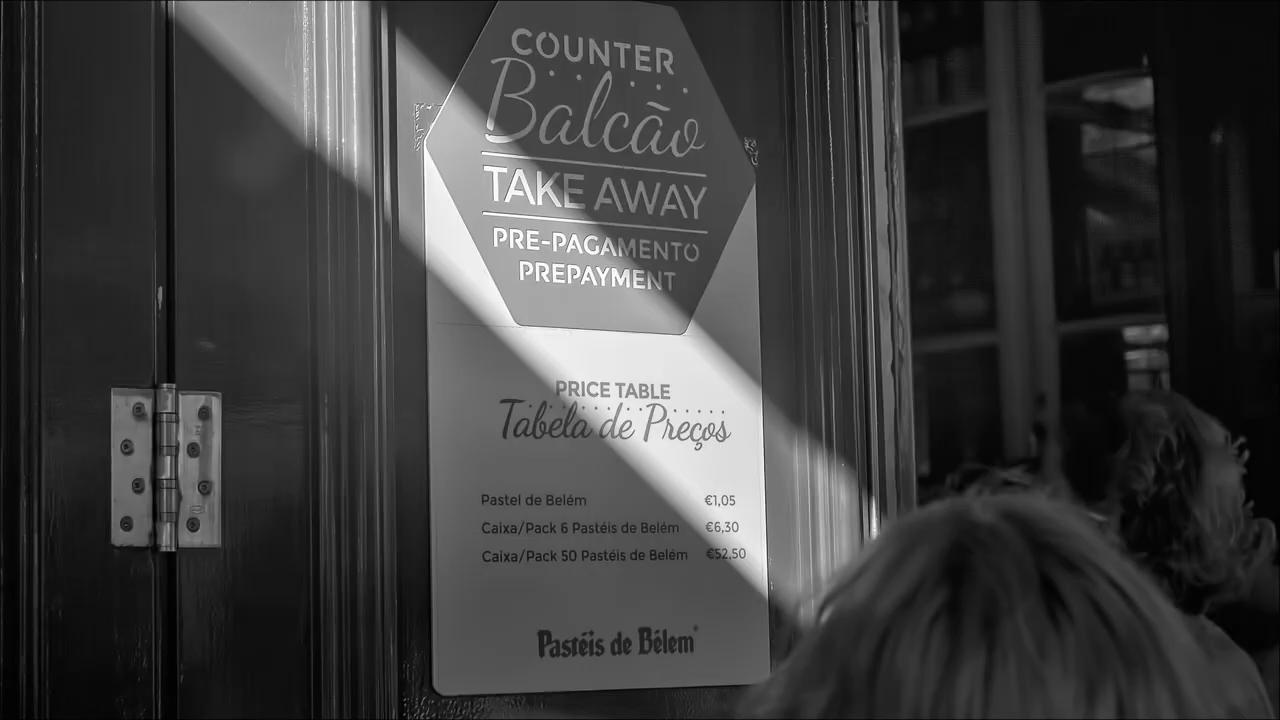 COUNTER
Balcão
TAKE AWAY
PRE-PAGAMENTO
PREPAYMENT
PRICE TABLE
Tabela de Preços
Pastel de Belém €1,05
Caixa/Pack 6 Pastéis de Belém €6,30
Caixa/Pack 50 Pastéis de Belém €52,50
Pastéis de Belem